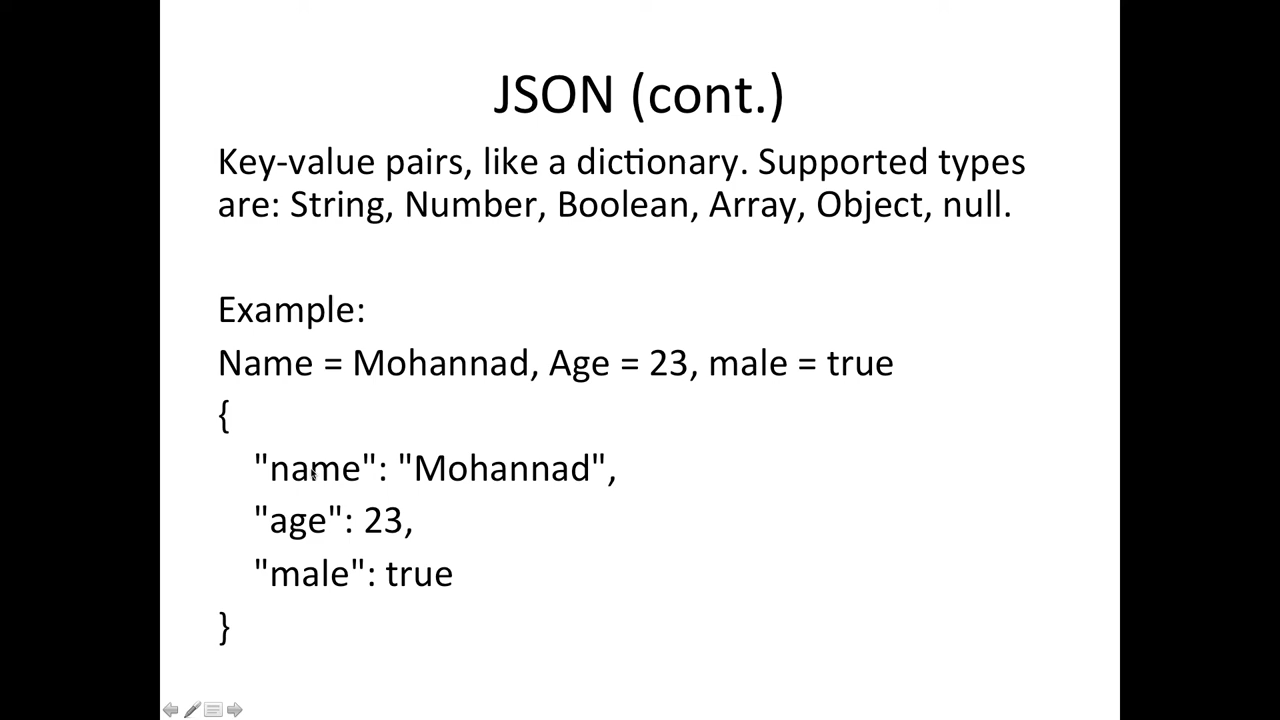 JSON (cont.)
Key-value pairs, like a dictionary. Supported types
are: String, Number, Boolean, Array, Object, null.
Example:
Name = Mohannad, Age = 23, male = true
{
"name": "Mohannad",
"age": 23,
"male": true
}